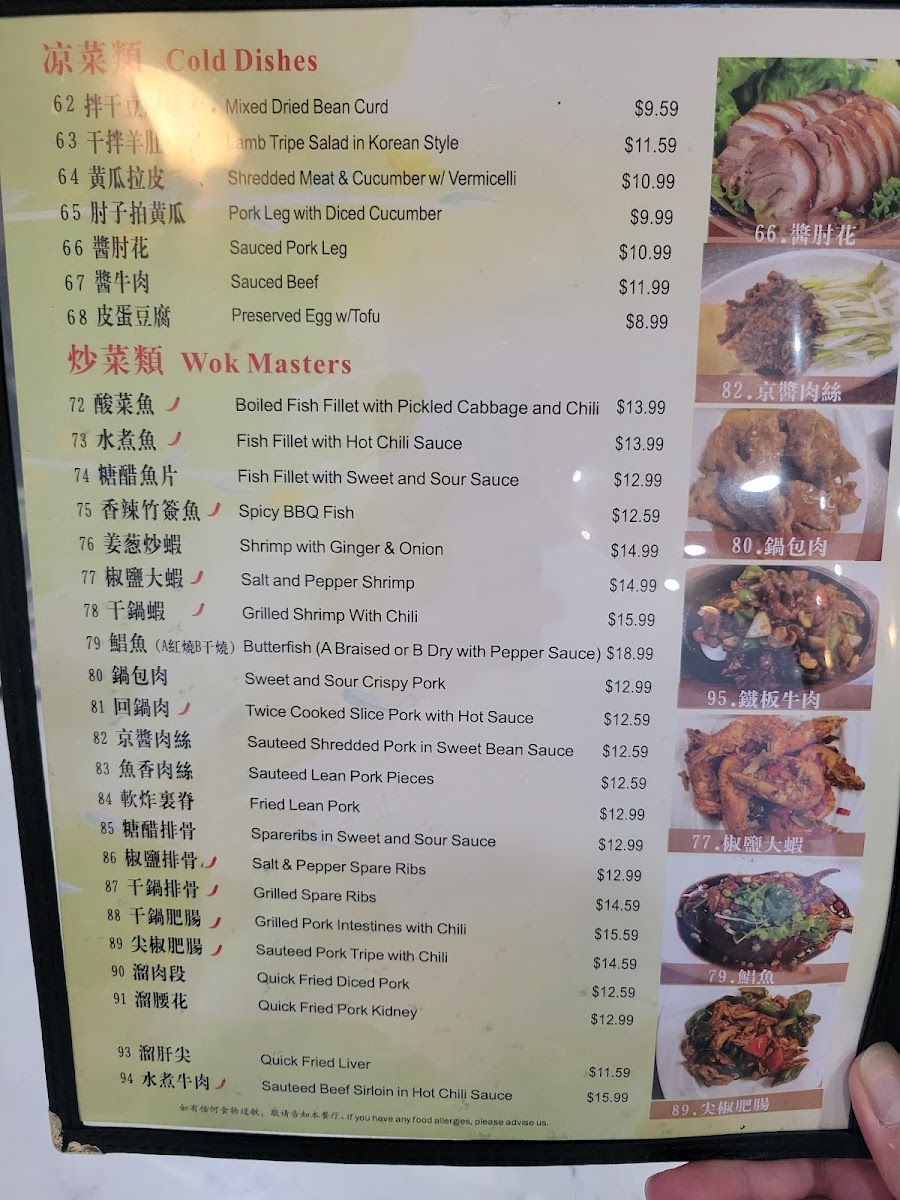 凉菜類 Cold Dishes
62 拌干豆 Mixed Dried Bean Curd $9.59
63 干拌羊肚 Lamb Tripe Salad in Korean Style $11.59
64 黄瓜拉皮 Shredded Meat & Cucumber w/ Vermicelli $10.99
65 肘子拍黄瓜 Pork Leg with Diced Cucumber $9.99
66 醬肘花 Sauced Pork Leg $10.99
67 醬牛肉 Sauced Beef $11.99
68 皮蛋豆腐 Preserved Egg w/Tofu $8.99
炒菜類 Wok Masters
72 酸菜魚 Boiled Fish Fillet with Pickled Cabbage and Chili $13.99
73 水煮魚 Fish Fillet with Hot Chili Sauce $13.99
74 糖醋魚片 Fish Fillet with Sweet and Sour Sauce $12.99
75 香辣竹簽魚 Spicy BBQ Fish $12.59
76 姜葱炒蝦 Shrimp with Ginger & Onion $14.99
77 椒鹽大蝦 Salt and Pepper Shrimp $14.99
78 干鍋蝦 Grilled Shrimp With Chili $15.99
79 鯧魚 (A紅燒B干燒) Butterfish (A Braised or B Dry with Pepper Sauce) $18.99
80 鍋包肉 Sweet and Sour Crispy Pork $12.99
81 回鍋肉 Twice Cooked Slice Pork with Hot Sauce $12.59
82 京醬肉絲 Sauteed Shredded Pork in Sweet Bean Sauce $12.59
83 魚香肉絲 Sauteed Lean Pork Pieces $12.59
84 軟炸裏脊 Fried Lean Pork $12.99
85 糖醋排骨 Spareribs in Sweet and Sour Sauce $12.99
86 椒鹽排骨 Salt & Pepper Spare Ribs $12.99
87 干鍋排骨 Grilled Spare Ribs $14.59
88 干鍋肥腸 Grilled Pork Intestines with Chili $15.59
89 尖椒肥腸 Sauteed Pork Tripe with Chili $14.59
90 溜肉段 Quick Fried Diced Pork $12.59
91 溜腰花 Quick Fried Pork Kidney $12.99
93 溜肝尖 Quick Fried Liver $11.59
94 水煮牛肉 Sauteed Beef Sirloin in Hot Chili Sauce $15.99
如有任何食物过敏，敬请告知本餐厅。If you have any food allergies, please advise us.
66.醬肘花
82.京醬肉絲
80.鍋包肉
95.鐵板牛肉
77.椒鹽大蝦
79.鯧魚
89.尖椒肥腸